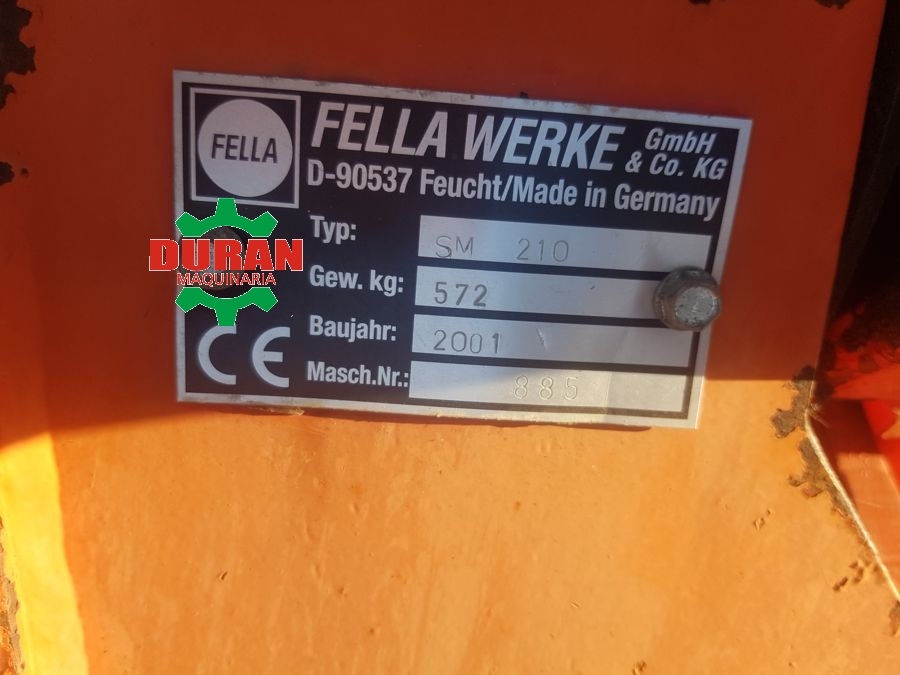 FELLA
FELLA WERKE GmbH & Co. KG
D-90537 Feucht/Made in Germany
DURAN
MAQUINARIA
Typ: SM 210
Gew. kg: 572
Baujahr: 2001
Masch.Nr.: 885
CE